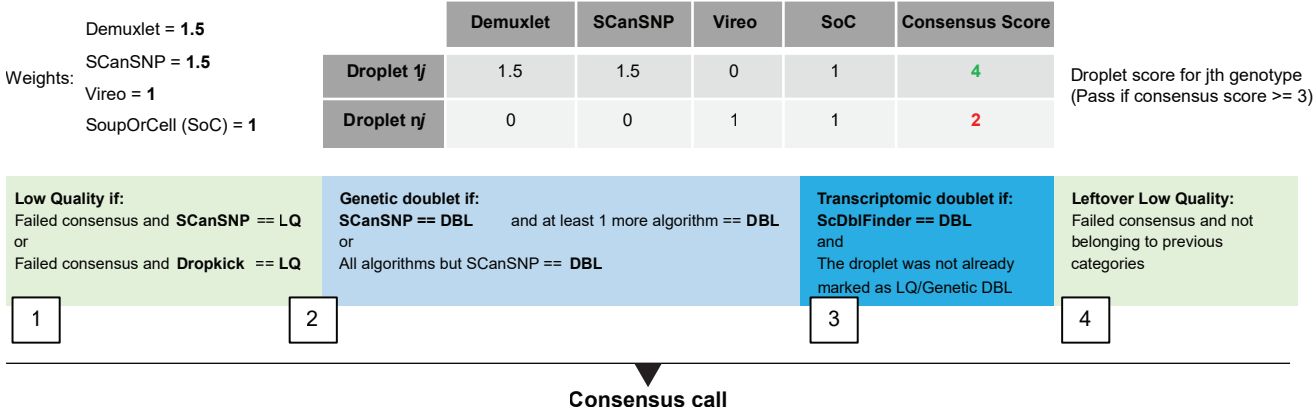 Weights:
Demuxlet = 1.5
SCanSNP = 1.5
Vireo = 1
SoupOrCell (SoC) = 1
Demuxlet SCanSNP Vireo SoC Consensus Score
Droplet 1j 1.5 1.5 0 1 4
Droplet nj 0 0 1 1 2
Droplet score for jth genotype
(Pass if consensus score >= 3)
Low Quality if:
Failed consensus and SCanSNP == LQ
or
Failed consensus and Dropkick == LQ
1
Genetic doublet if:
SCanSNP == DBL and at least 1 more algorithm == DBL
or
All algorithms but SCanSNP == DBL
2
Transcriptomic doublet if:
ScDblFinder == DBL
and
The droplet was not already
marked as LQ/Genetic DBL
3
Leftover Low Quality:
Failed consensus and not
belonging to previous
categories
4
Consensus call